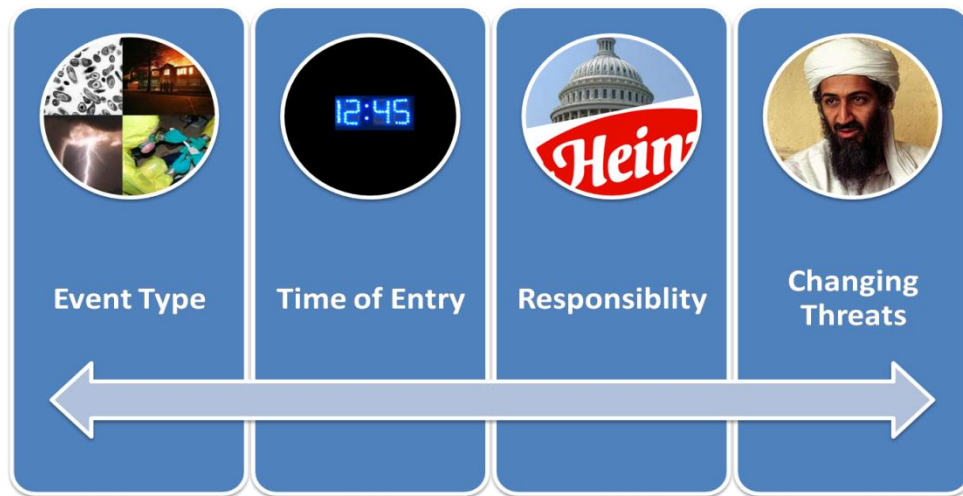 12:45
Heinz
Event Type
Time of Entry
Responsiblity
Changing
Threats